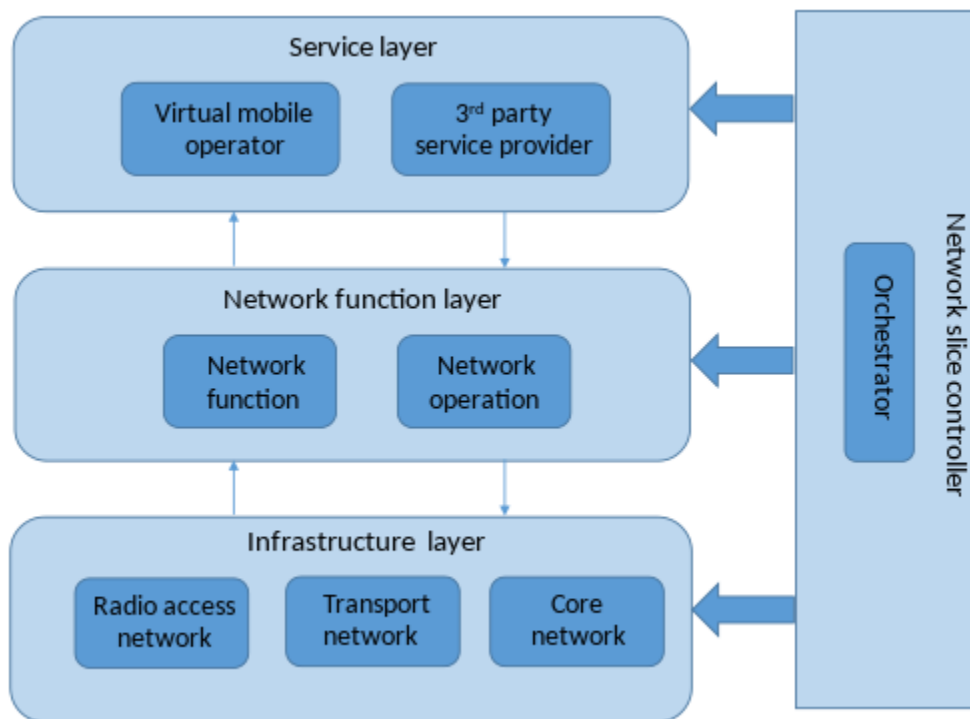 Service layer
Virtual mobile
operator
3rd party
service provider
Network function layer
Network
function
Network
operation
Infrastructure layer
Radio access
network
Transport
network
Core
network
Orchestrator
Network slice controller